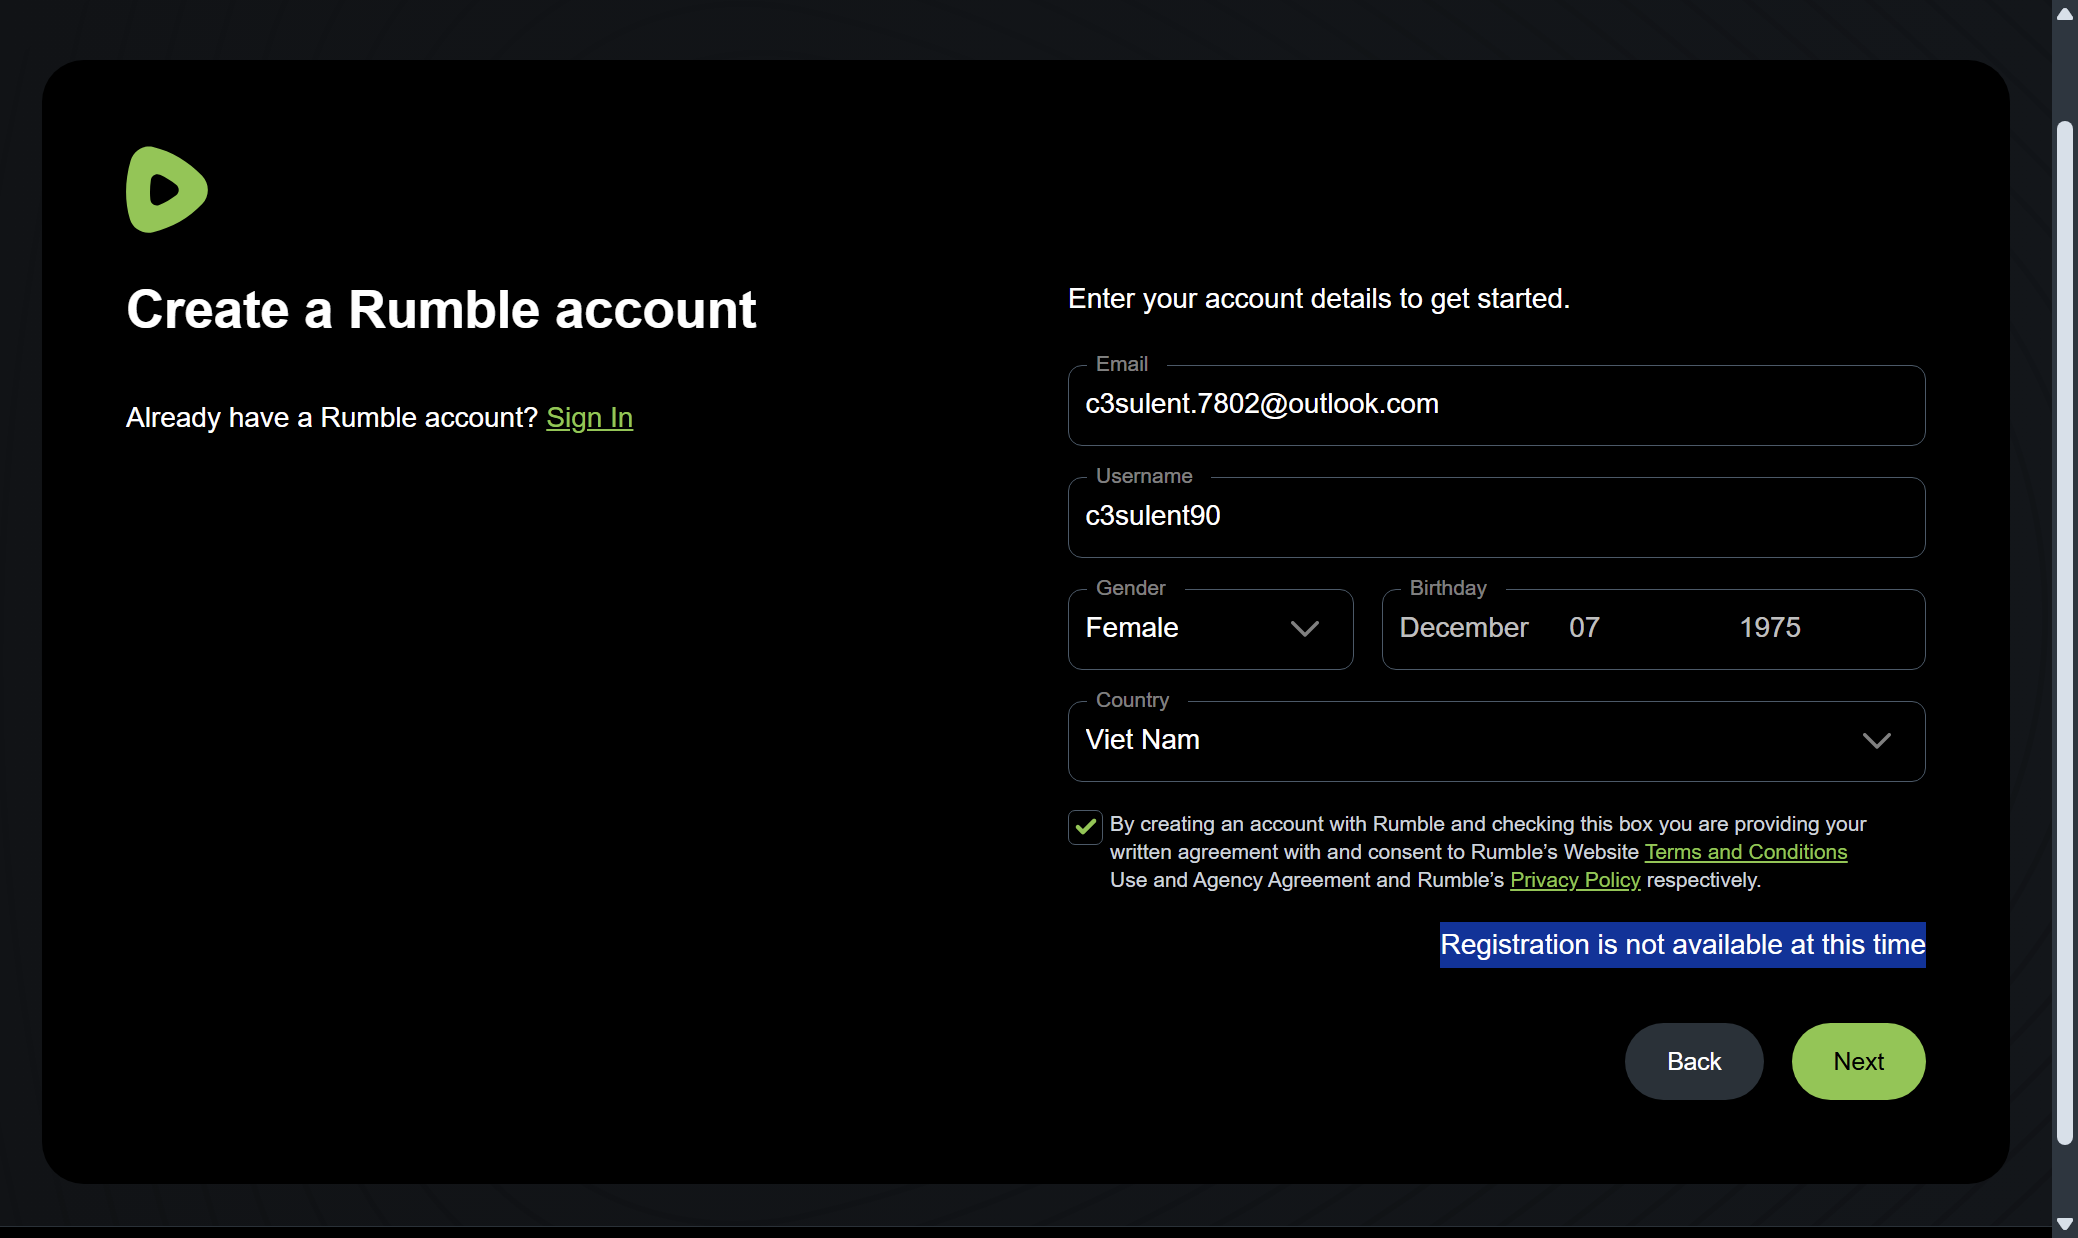 Create a Rumble account
Already have a Rumble account? Sign In
Enter your account details to get started.
Email
c3sulent.7802@outlook.com
Username
c3sulent90
Gender
Female
Birthday
December 07 1975
Country
Viet Nam
By creating an account with Rumble and checking this box you are providing your
written agreement with and consent to Rumble’s Website Terms and Conditions
Use and Agency Agreement and Rumble’s Privacy Policy respectively.
Registration is not available at this time
Back
Next